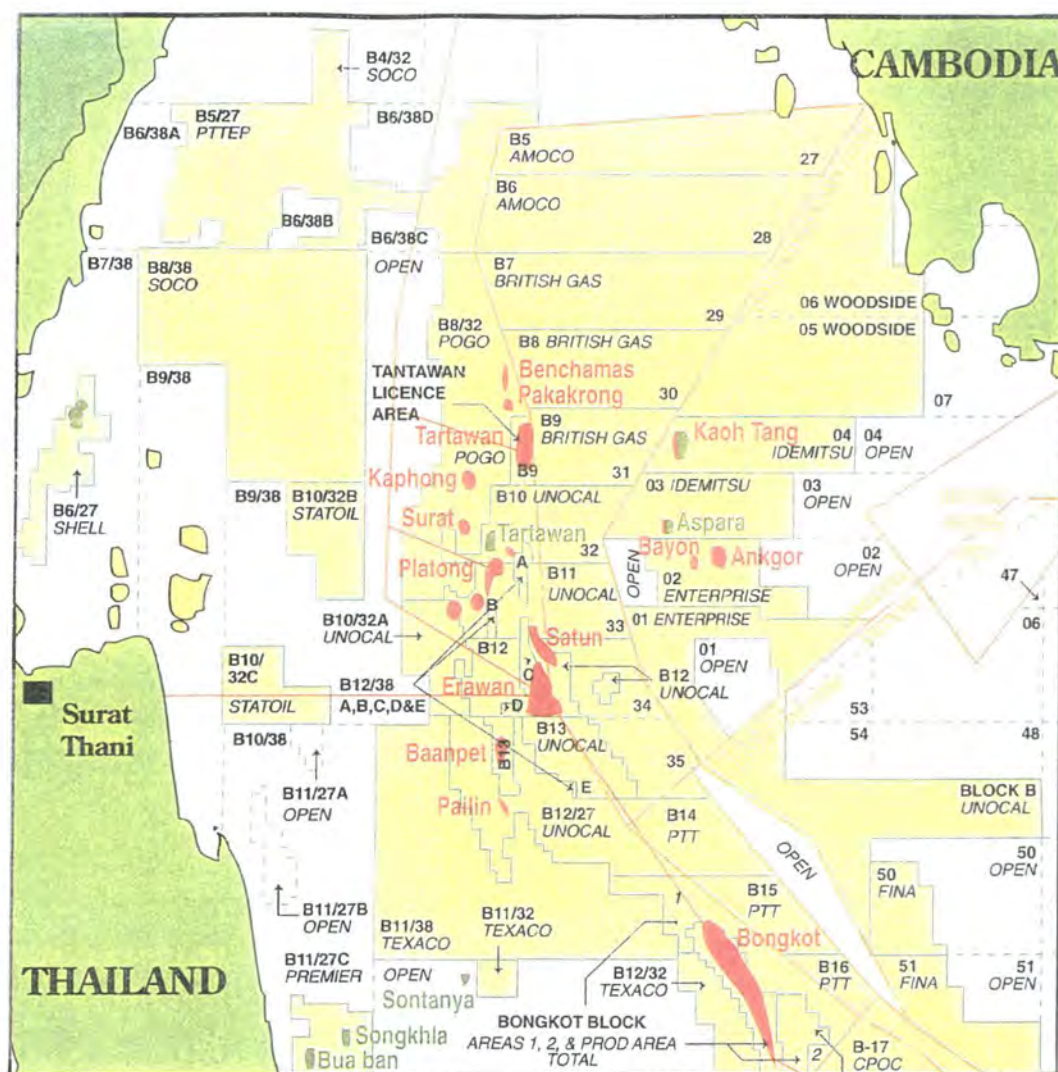 B4/32
SOCO
CAMBODIA
B6/38A
B5/27
PTTEP
B6/38D
B5
AMOCO
27
B6
AMOCO
B6/38B
B6/38C
OPEN
28
B7/38
B8/38
SOCO
B7
BRITISH GAS
29
06 WOODSIDE
05 WOODSIDE
B8/32
POGO
B8 BRITISH GAS
TANTAWAN
LICENCE
AREA
Benchamas
Pakakrong
30
07
B9/38
Tartawan
POGO
B9
BRITISH GAS
B9
31
Kaoh Tang
04
IDEMITSU
04
OPEN
Kaphong
B10 UNOCAL
03 IDEMITSU
03
OPEN
B6/27
SHELL
B9/38
B10/32B
STATOIL
Surat
Tartawan
Aspara
32
OPEN
Bayon
Ankgor
02
OPEN
47
06
Platong
A
B11
UNOCAL
02
ENTERPRISE
B
B10/32A
UNOCAL
33
01 ENTERPRISE
B12
Satun
C
01
OPEN
B12
UNOCAL
Surat
Thani
B10/
32C
STATOIL
B12/38
A,B,C,D&E
Erawan
D
34
53
54
48
B10/38
B13
UNOCAL
Baanpet
B13
35
B11/27A
OPEN
E
BLOCK B
UNOCAL
Pailin
B12/27
UNOCAL
B14
PTT
OPEN
50
OPEN
50
FINA
B11/27B
OPEN
B11/38
TEXACO
B11/32
TEXACO
1
B15
PTT
Bongkot
THAILAND
B11/27C
PREMIER
OPEN
Sontanya
B12/32
TEXACO
B16
PTT
51
FINA
51
OPEN
Songkhla
Bua ban
BONGKOT BLOCK
AREAS 1, 2, & PROD AREA
TOTAL
2
B-17
CPOC